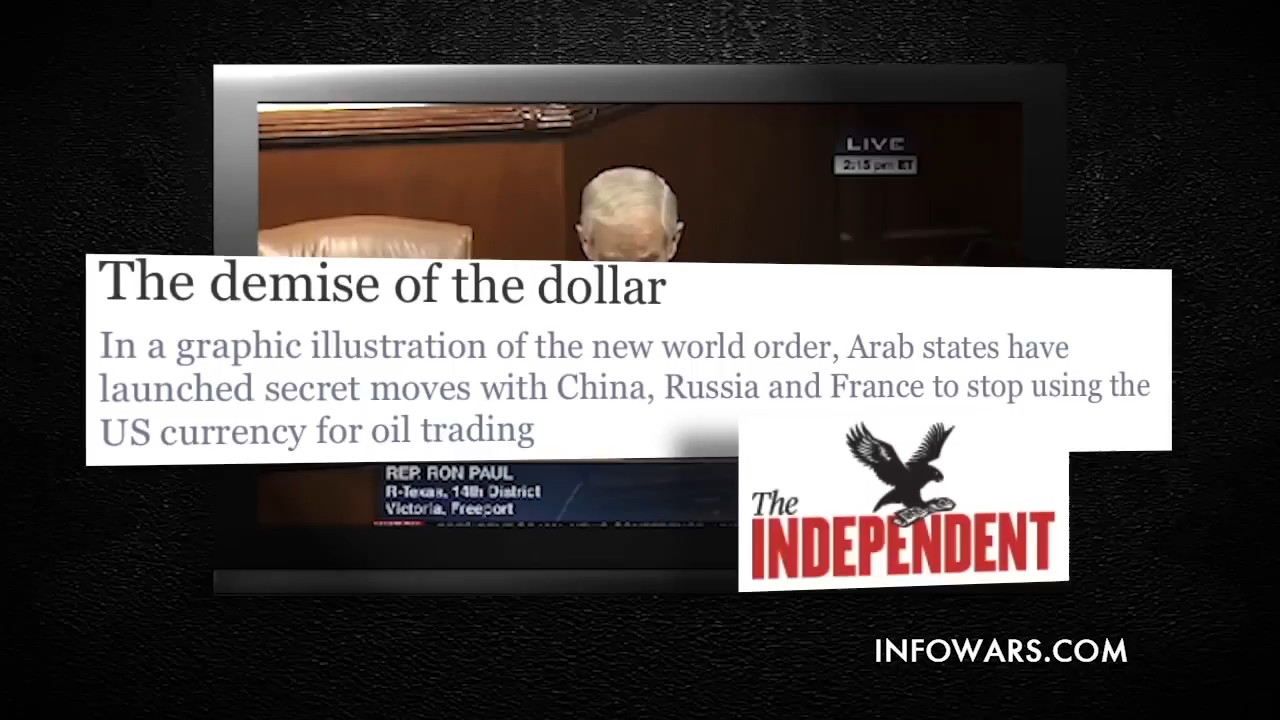 LIVE
2:15 pm ET
The demise of the dollar
In a graphic illustration of the new world order, Arab states have
launched secret moves with China, Russia and France to stop using the
US currency for oil trading
REP. RON PAUL
R-Texas, 14th District
Victoria, Freeport
The
INDEPENDENT
INFOWARS.COM